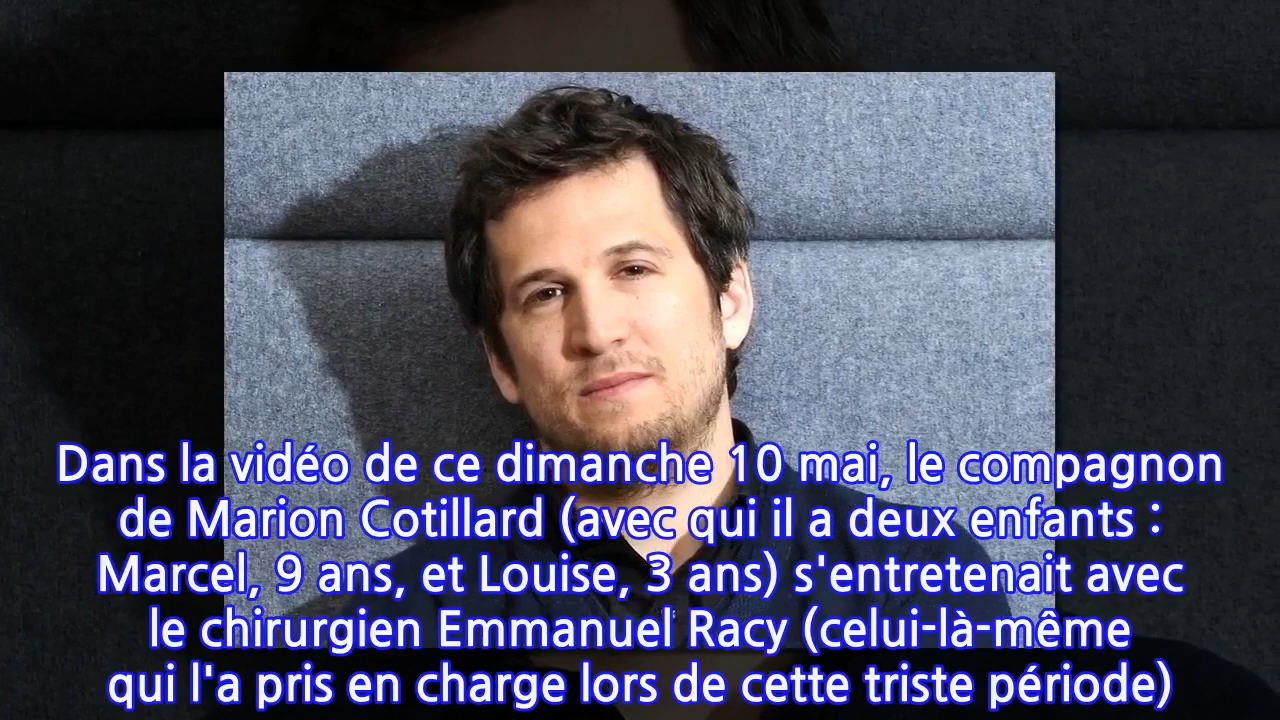 Dans la vidéo de ce dimanche 10 mai, le compagnon
de Marion Cotillard (avec qui il a deux enfants :
Marcel, 9 ans, et Louise, 3 ans) s'entretenait avec
le chirurgien Emmanuel Racy (celui-là-même
qui l'a pris en charge lors de cette triste période)